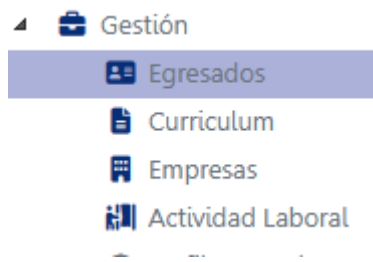 Gestión
Egresados
Curriculum
Empresas
Actividad Laboral